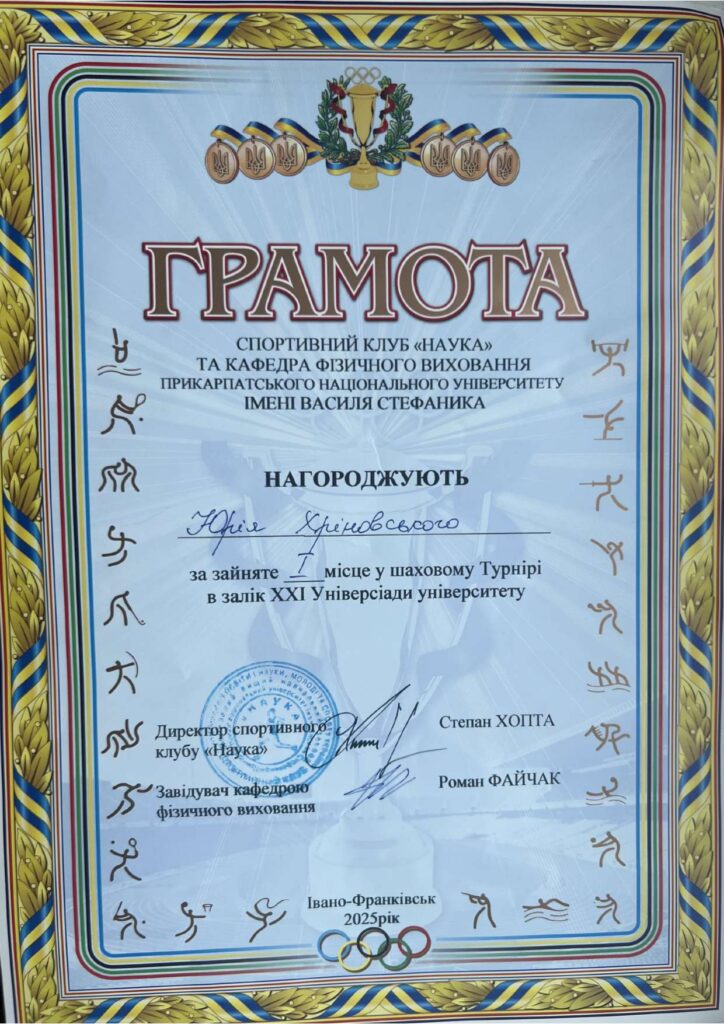 ГРАМОТА
СПОРТИВНИЙ КЛУБ «НАУКА»
ТА КАФЕДРА ФІЗИЧНОГО ВИХОВАННЯ
ПРИКАРПАТСЬКОГО НАЦІОНАЛЬНОГО УНІВЕРСИТЕТУ
ІМЕНІ ВАСИЛЯ СТЕФАНИКА
НАГОРОДЖУЮТЬ
Юрія Хріновського
за зайняте I місце у шаховому Турнірі
в залік XXI Універсіади університету
НАУКА
Директор спортивного
клубу «Наука»
Степан ХОПТА
Завідувач кафедрою
фізичного виховання
Роман ФАЙЧАК
Івано-Франківськ
2025рік